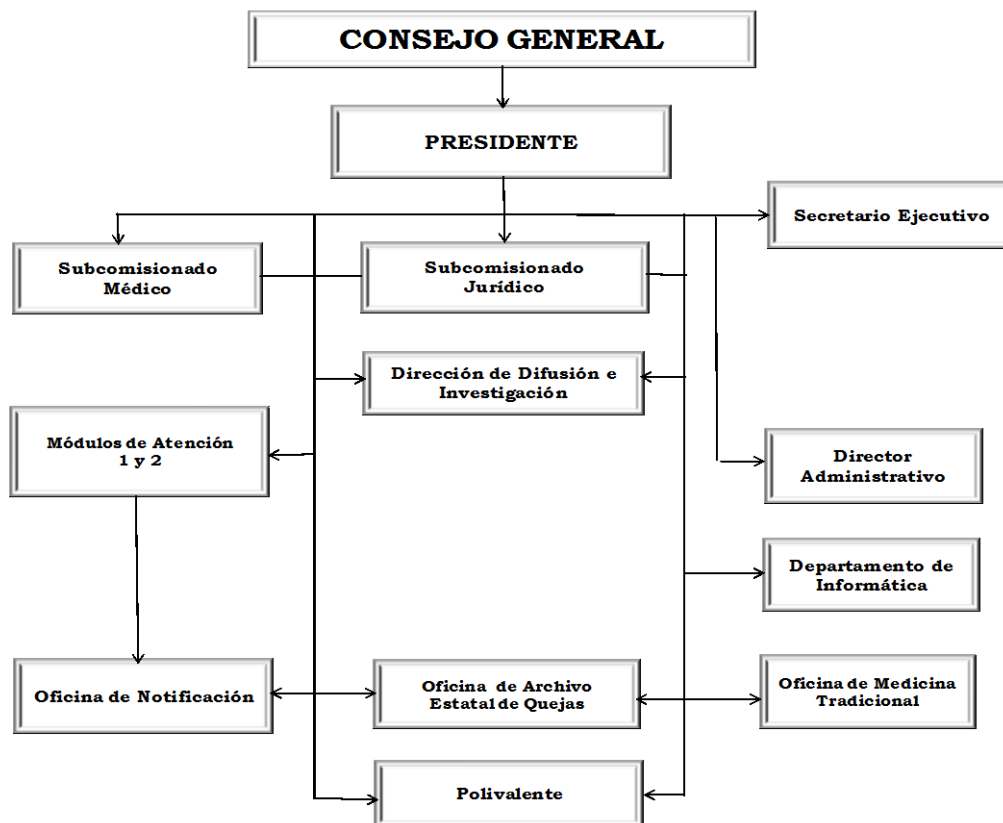 CONSEJO GENERAL
PRESIDENTE
Secretario Ejecutivo
Subcomisionado
Médico
Subcomisionado
Jurídico
Dirección de Difusión e
Investigación
Módulos de Atención
1 y 2
Director
Administrativo
Departamento de
Informática
Oficina de Notificación
Oficina de Archivo
Estatal de Quejas
Oficina de Medicina
Tradicional
Polivalente